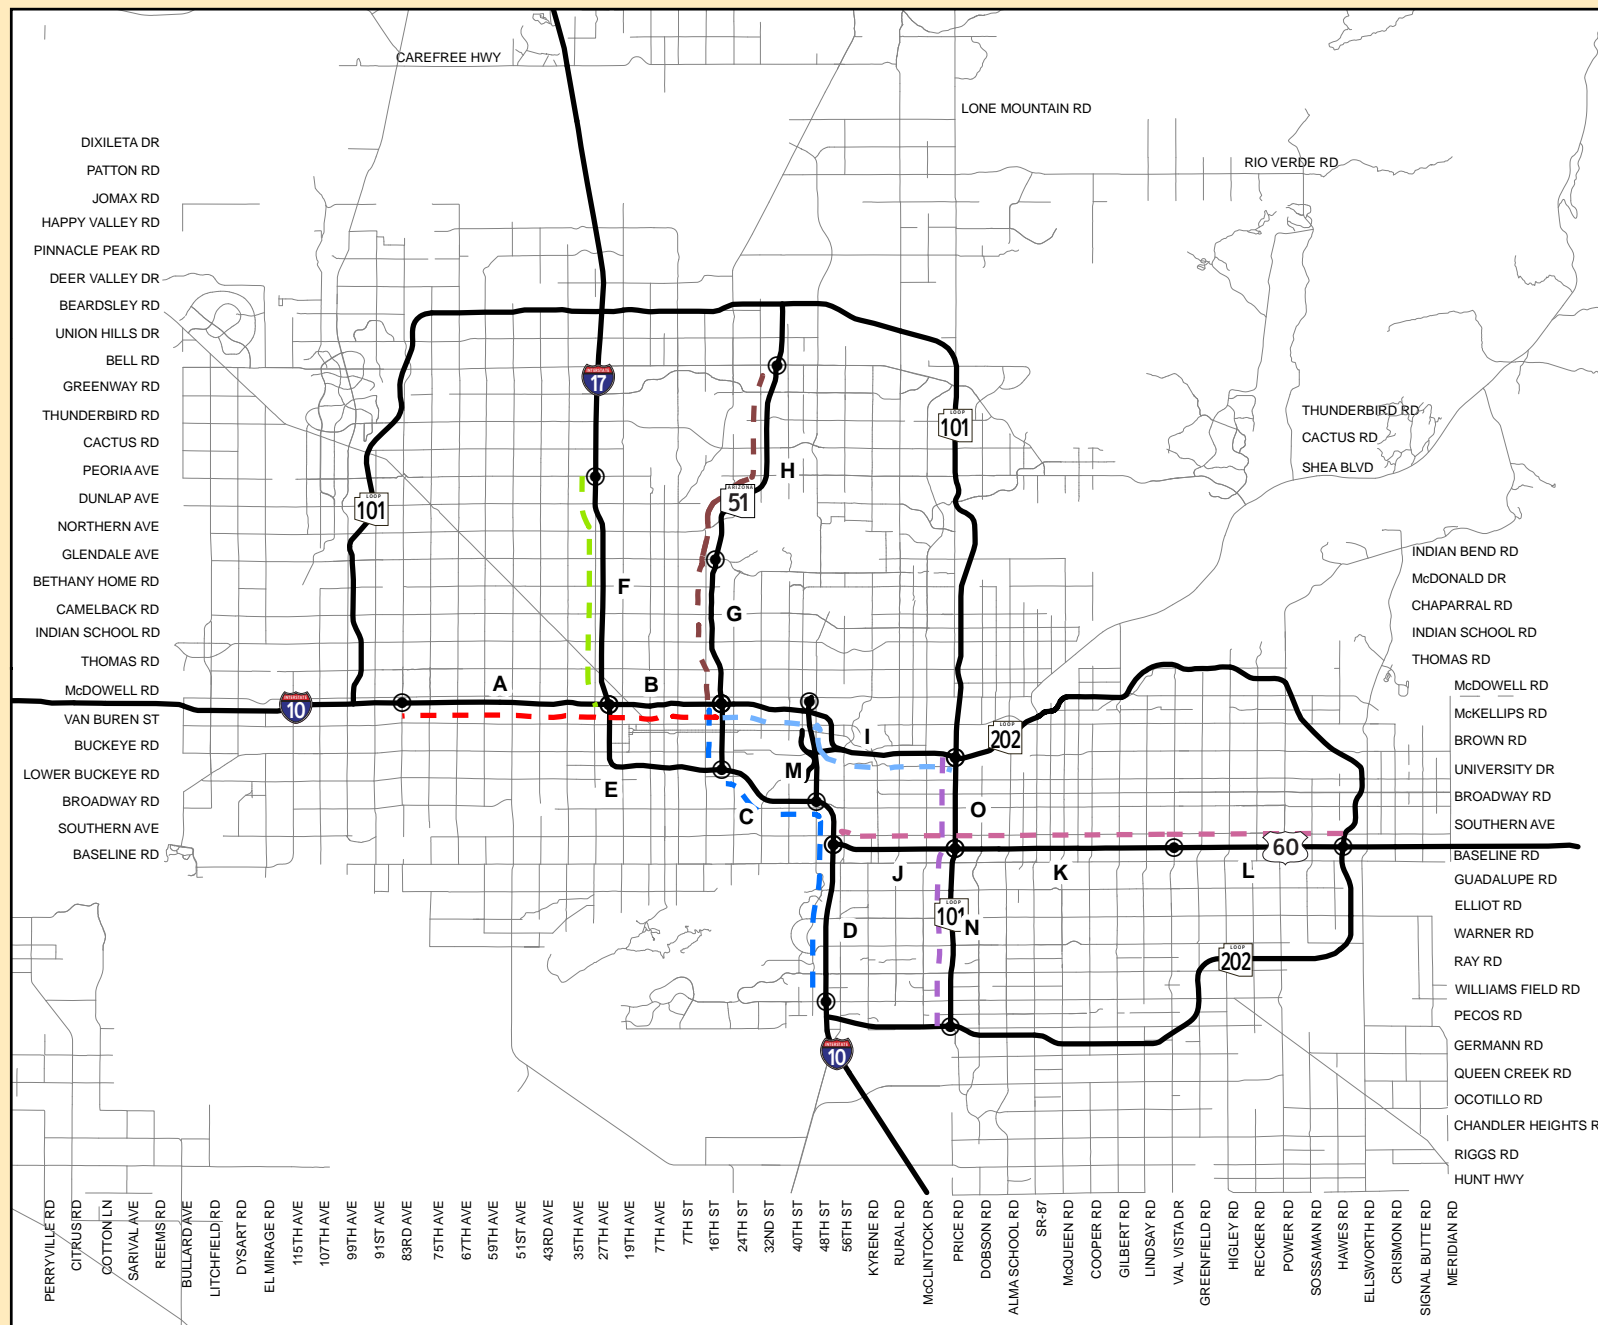 CAREFREE HWY
LONE MOUNTAIN RD
RIO VERDE RD
DIXILETA DR
PATTON RD
JOMAX RD
HAPPY VALLEY RD
PINNACLE PEAK RD
DEER VALLEY DR
BEARDSLEY RD
UNION HILLS DR
BELL RD
GREENWAY RD
THUNDERBIRD RD
CACTUS RD
PEORIA AVE
DUNLAP AVE
NORTHERN AVE
GLENDALE AVE
BETHANY HOME RD
CAMELBACK RD
INDIAN SCHOOL RD
THOMAS RD
McDOWELL RD
VAN BUREN ST
BUCKEYE RD
LOWER BUCKEYE RD
BROADWAY RD
SOUTHERN AVE
BASELINE RD
INTERSTATE
17
LOOP
101
THUNDERBIRD RD
CACTUS RD
SHEA BLVD
H
ARIZONA
51
LOOP
101
INDIAN BEND RD
McDONALD DR
CHAPARRAL RD
INDIAN SCHOOL RD
THOMAS RD
McDOWELL RD
McKELLIPS RD
BROWN RD
UNIVERSITY DR
BROADWAY RD
SOUTHERN AVE
BASELINE RD
GUADALUPE RD
ELLIOT RD
WARNER RD
RAY RD
WILLIAMS FIELD RD
PECOS RD
GERMANN RD
QUEEN CREEK RD
OCOTILLO RD
CHANDLER HEIGHTS R
RIGGS RD
HUNT HWY
F
G
A
B
INTERSTATE
10
I
LOOP
202
M
E
C
O
J
K
L
60
LOOP
101
N
D
LOOP
202
INTERSTATE
10
PERRYVILLE RD
CITRUS RD
COTTON LN
SARIVAL AVE
REEMS RD
BULLARD AVE
LITCHFIELD RD
DYSART RD
EL MIRAGE RD
115TH AVE
107TH AVE
99TH AVE
91ST AVE
83RD AVE
75TH AVE
67TH AVE
59TH AVE
51ST AVE
43RD AVE
35TH AVE
27TH AVE
19TH AVE
7TH AVE
7TH ST
16TH ST
24TH ST
32ND ST
40TH ST
48TH ST
56TH ST
KYRENE RD
RURAL RD
McCLINTOCK DR
PRICE RD
DOBSON RD
ALMA SCHOOL RD
SR-87
McQUEEN RD
COOPER RD
GILBERT RD
LINDSAY RD
VAL VISTA DR
GREENFIELD RD
HIGLEY RD
RECKER RD
POWER RD
SOSSAMAN RD
HAWES RD
ELLSWORTH RD
CRISMON RD
SIGNAL BUTTE RD
MERIDIAN RD